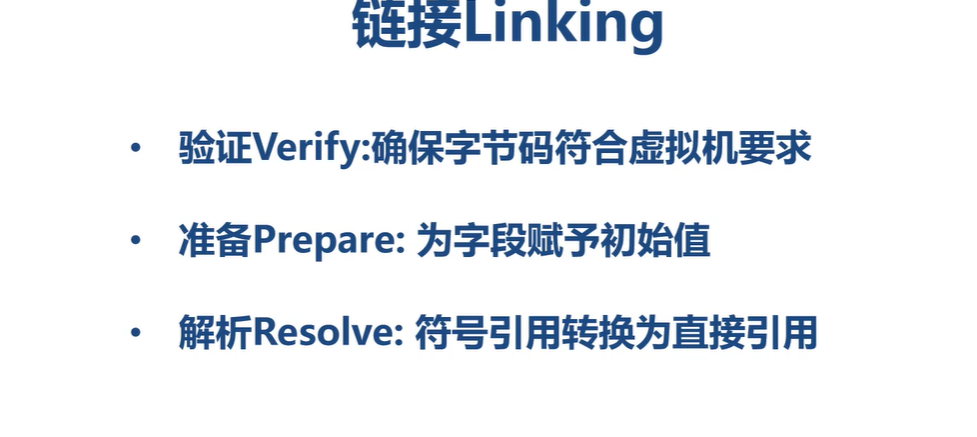 链接Linking
• 验证Verify:确保字节码符合虚拟机要求
• 准备Prepare: 为字段赋予初始值
• 解析Resolve: 符号引用转换为直接引用